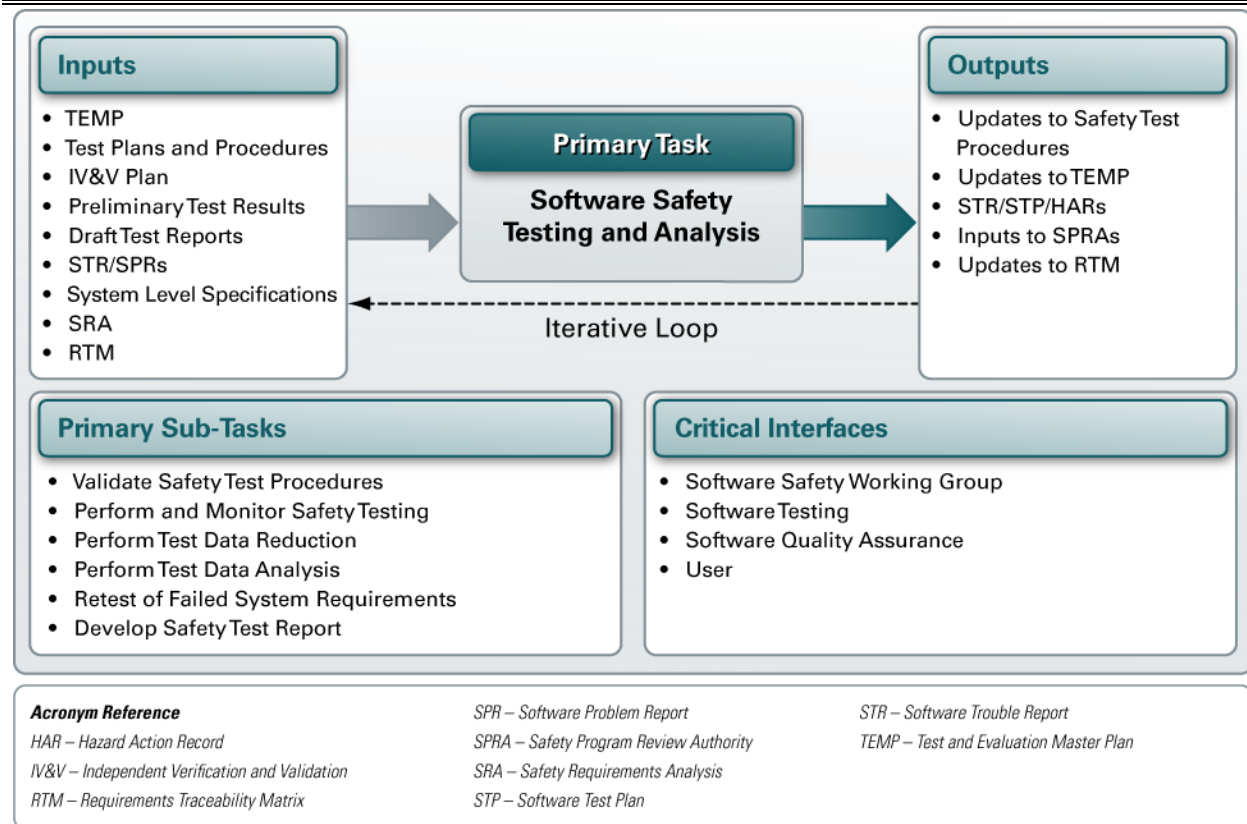 Inputs
• TEMP
• Test Plans and Procedures
• IV&V Plan
• Preliminary Test Results
• Draft Test Reports
• STR/SPRs
• System Level Specifications
• SRA
• RTM
Primary Task
Software Safety
Testing and Analysis
Iterative Loop
Outputs
• Updates to Safety Test
Procedures
• Updates to TEMP
• STR/STP/HARs
• Inputs to SPRAs
• Updates to RTM
Primary Sub-Tasks
• Validate Safety Test Procedures
• Perform and Monitor Safety Testing
• Perform Test Data Reduction
• Perform Test Data Analysis
• Retest of Failed System Requirements
• Develop Safety Test Report
Critical Interfaces
• Software Safety Working Group
• Software Testing
• Software Quality Assurance
• User
Acronym Reference
HAR – Hazard Action Record
IV&V – Independent Verification and Validation
RTM – Requirements Traceability Matrix
SPR – Software Problem Report
SPRA – Safety Program Review Authority
SRA – Safety Requirements Analysis
STP – Software Test Plan
STR – Software Trouble Report
TEMP – Test and Evaluation Master Plan